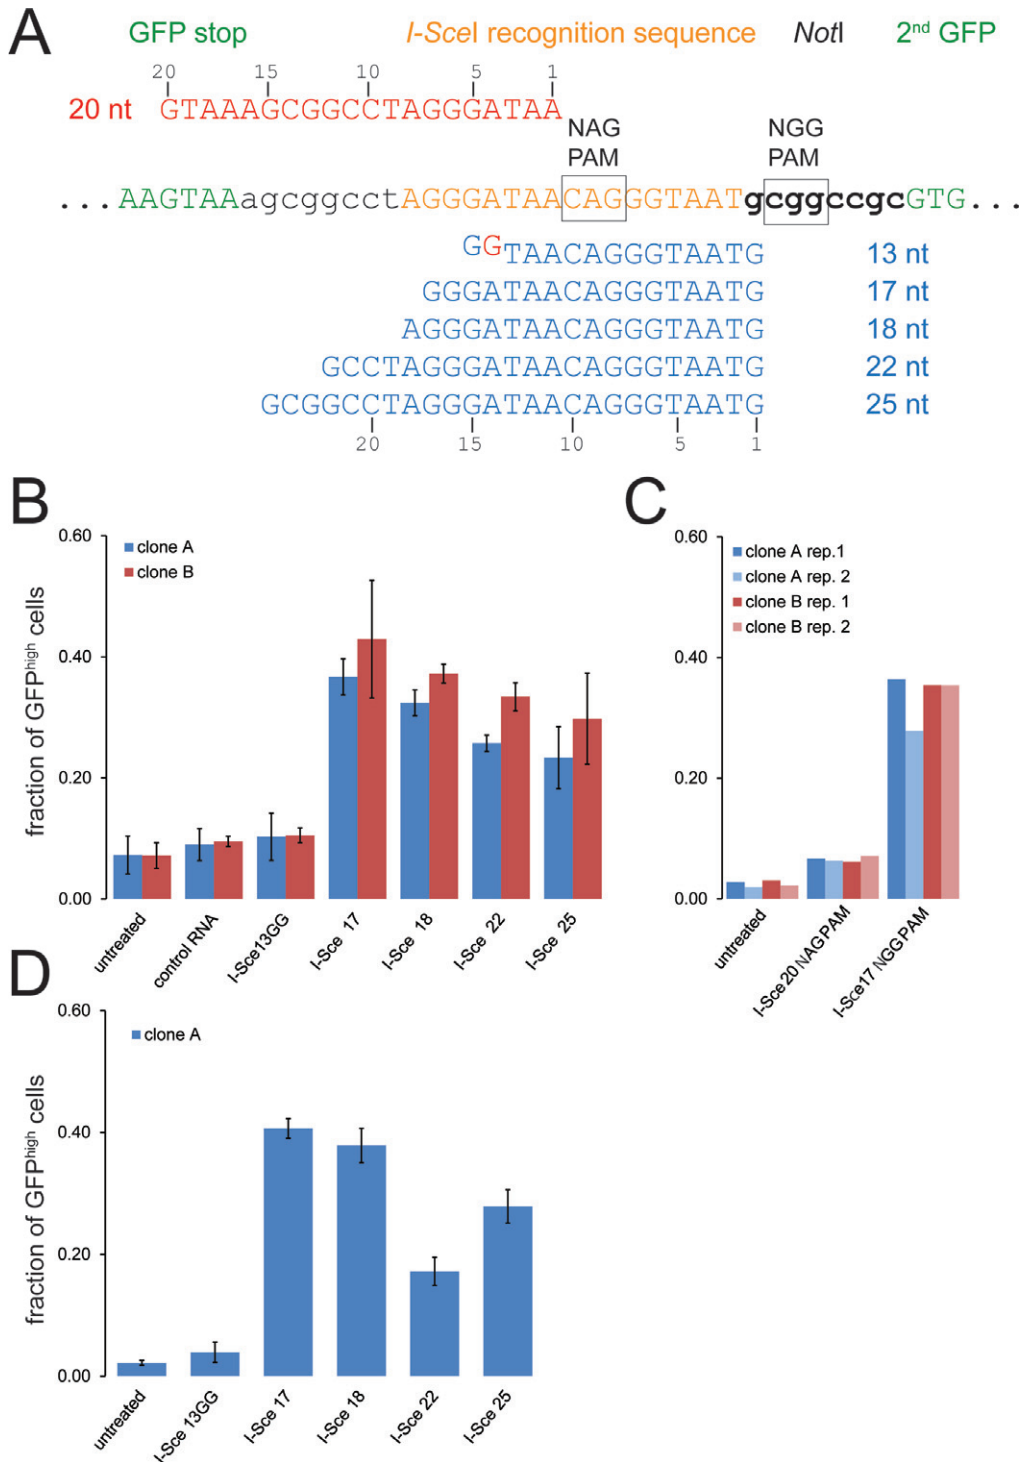 A
GFP stop I-SceI recognition sequence NotI 2nd GFP
20 15 10 5 1
20 nt GTAAAGCGGCCTAGGGATAA
NAG NGG
PAM PAM
...AAGTAAagcggcctAGGGATAACAGGGTAATgcggccgcGTG...
GGTAACAGGGTAATG 13 nt
GGGATAACAGGGTAATG 17 nt
AGGGATAACAGGGTAATG 18 nt
GCCTAGGGATAACAGGGTAATG 22 nt
GCGGCCTAGGGATAACAGGGTAATG 25 nt
20 15 10 5 1
B
fraction of GFPhigh cells
0.60
0.40
0.20
0.00
clone A
clone B
untreated
control RNA
I-Sce13GG
I-Sce 17
I-Sce 18
I-Sce 22
I-Sce 25
C
0.60
0.40
0.20
0.00
clone A rep.1
clone A rep. 2
clone B rep. 1
clone B rep. 2
untreated
I-Sce20 NAG PAM
I-Sce17 NGG PAM
D
fraction of GFPhigh cells
0.60
0.40
0.20
0.00
clone A
untreated
I-Sce 13GG
I-Sce 17
I-Sce 18
I-Sce 22
I-Sce 25